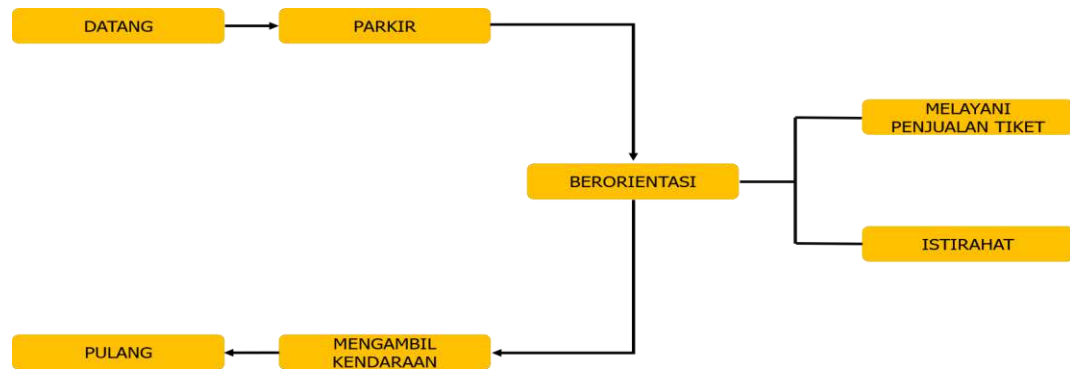 DATANG
PARKIR
MELAYANI
PENJUALAN TIKET
BERORIENTASI
ISTIRAHAT
PULANG
MENGAMBIL
KENDARAAN